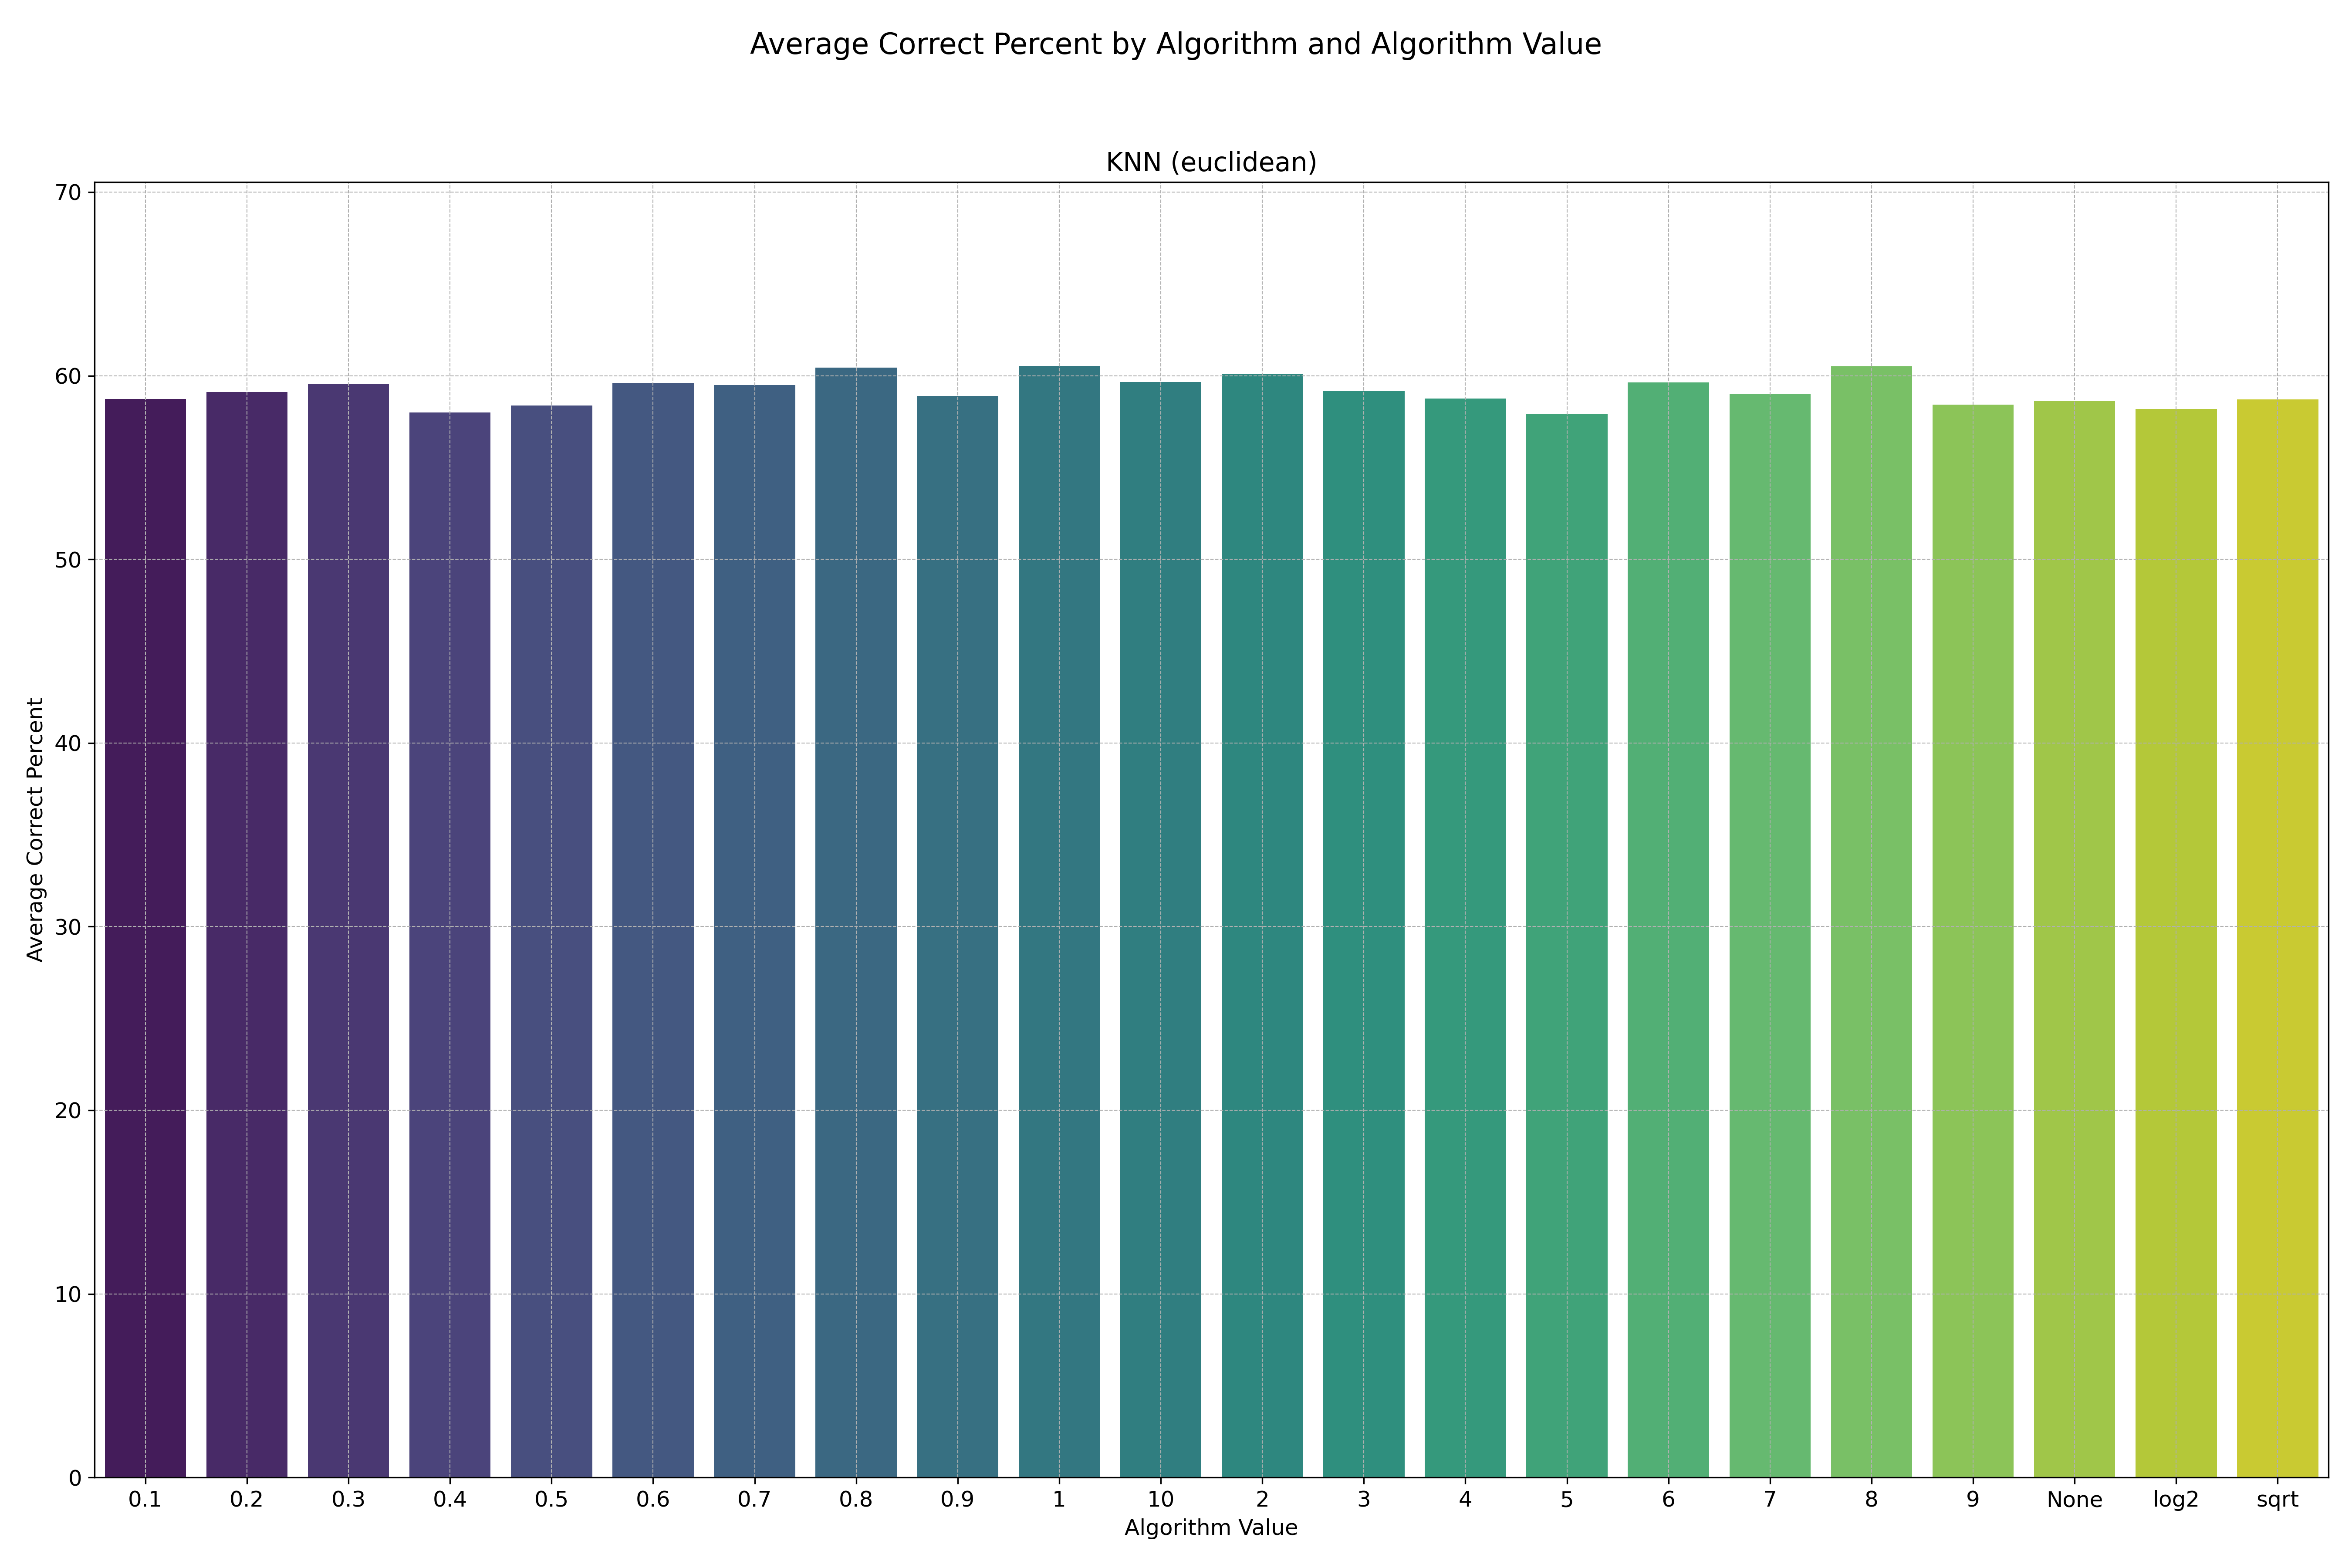 Average Correct Percent by Algorithm and Algorithm Value
KNN (euclidean)
70
60
50
40
30
20
10
0
Average Correct Percent
0.1 0.2 0.3 0.4 0.5 0.6 0.7 0.8 0.9 1 10 2 3 4 5 6 7 8 9 None log2 sqrt
Algorithm Value